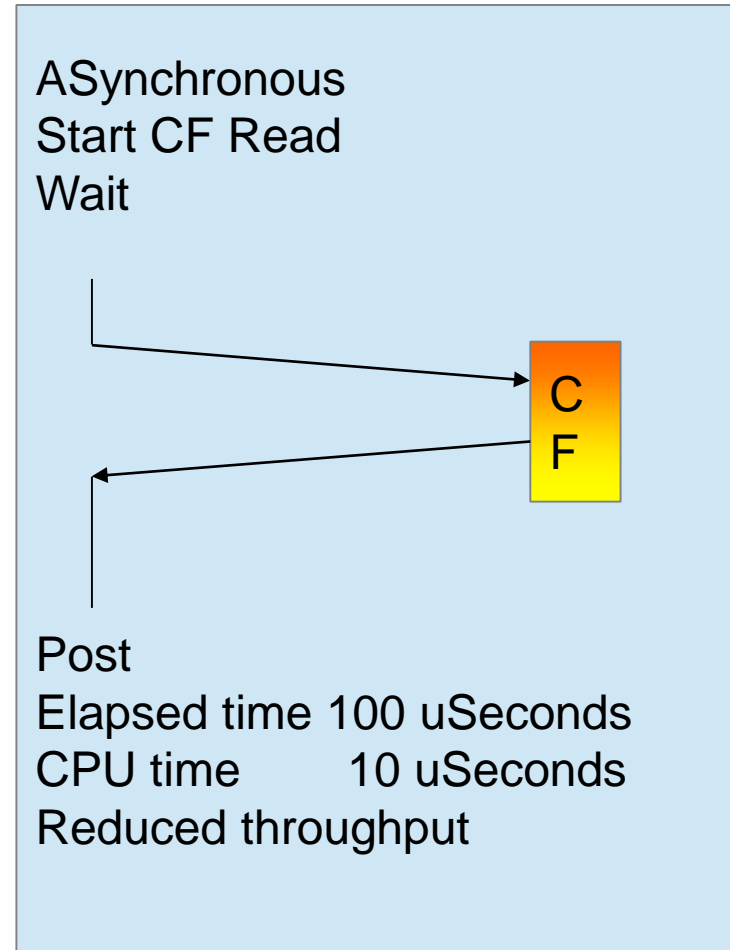 ASynchronous
Start CF Read
Wait
C
F
Post
Elapsed time 100 uSeconds
CPU time 10 uSeconds
Reduced throughput